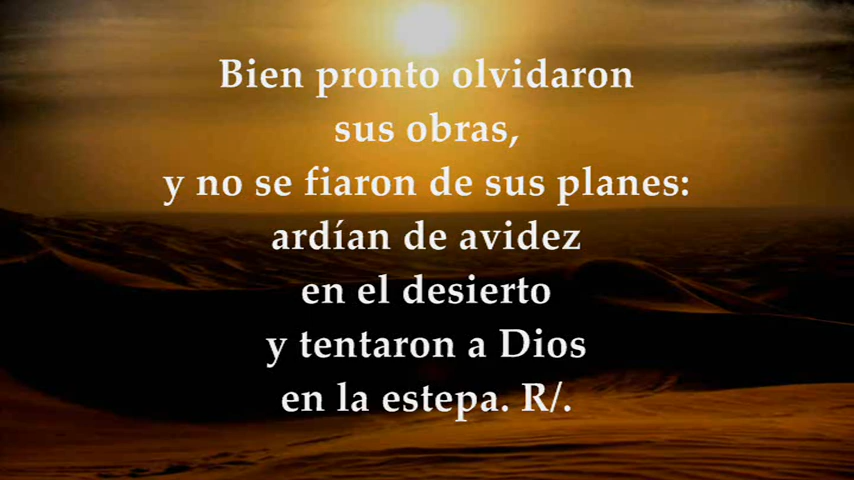 Bien pronto olvidaron
sus obras,
y no se fiaron de sus planes:
ardían de avidez
en el desierto
y tentaron a Dios
en la estepa. R/.